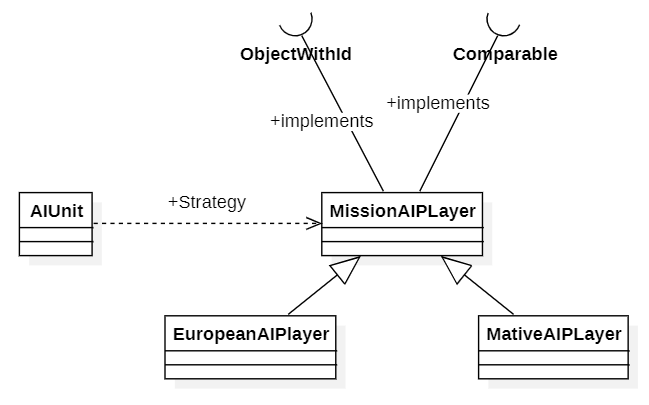 ObjectWithId
Comparable
+implements
+implements
+Strategy
AIUnit
MissionAIPLayer
EuropeanAIPlayer
MativeAIPLayer